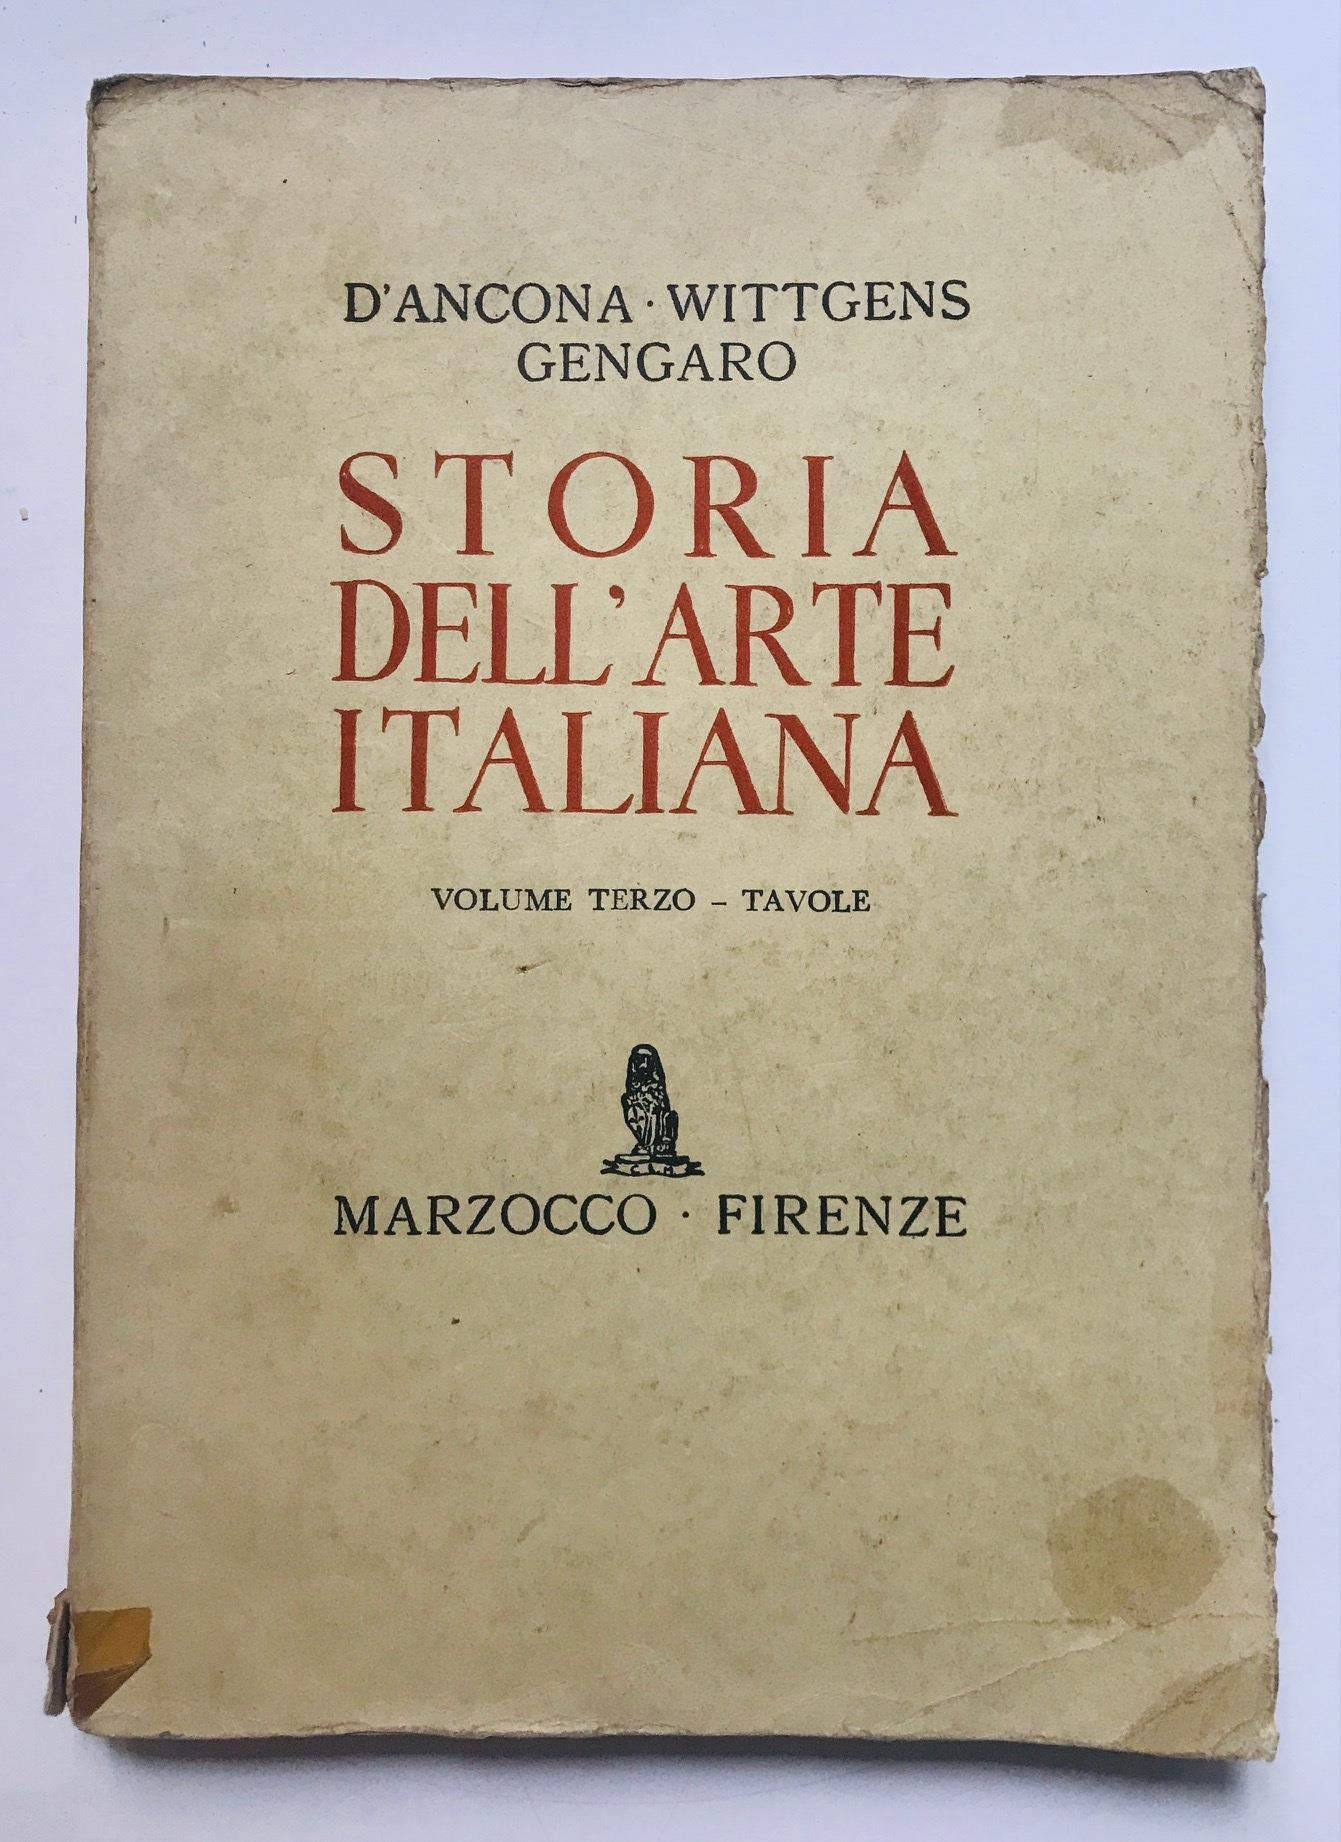 D'ANCONA · WITTGENS
GENGARO
STORIA
DELL'ARTE
ITALIANA
VOLUME TERZO – TAVOLE
C L M
MARZOCCO · FIRENZE